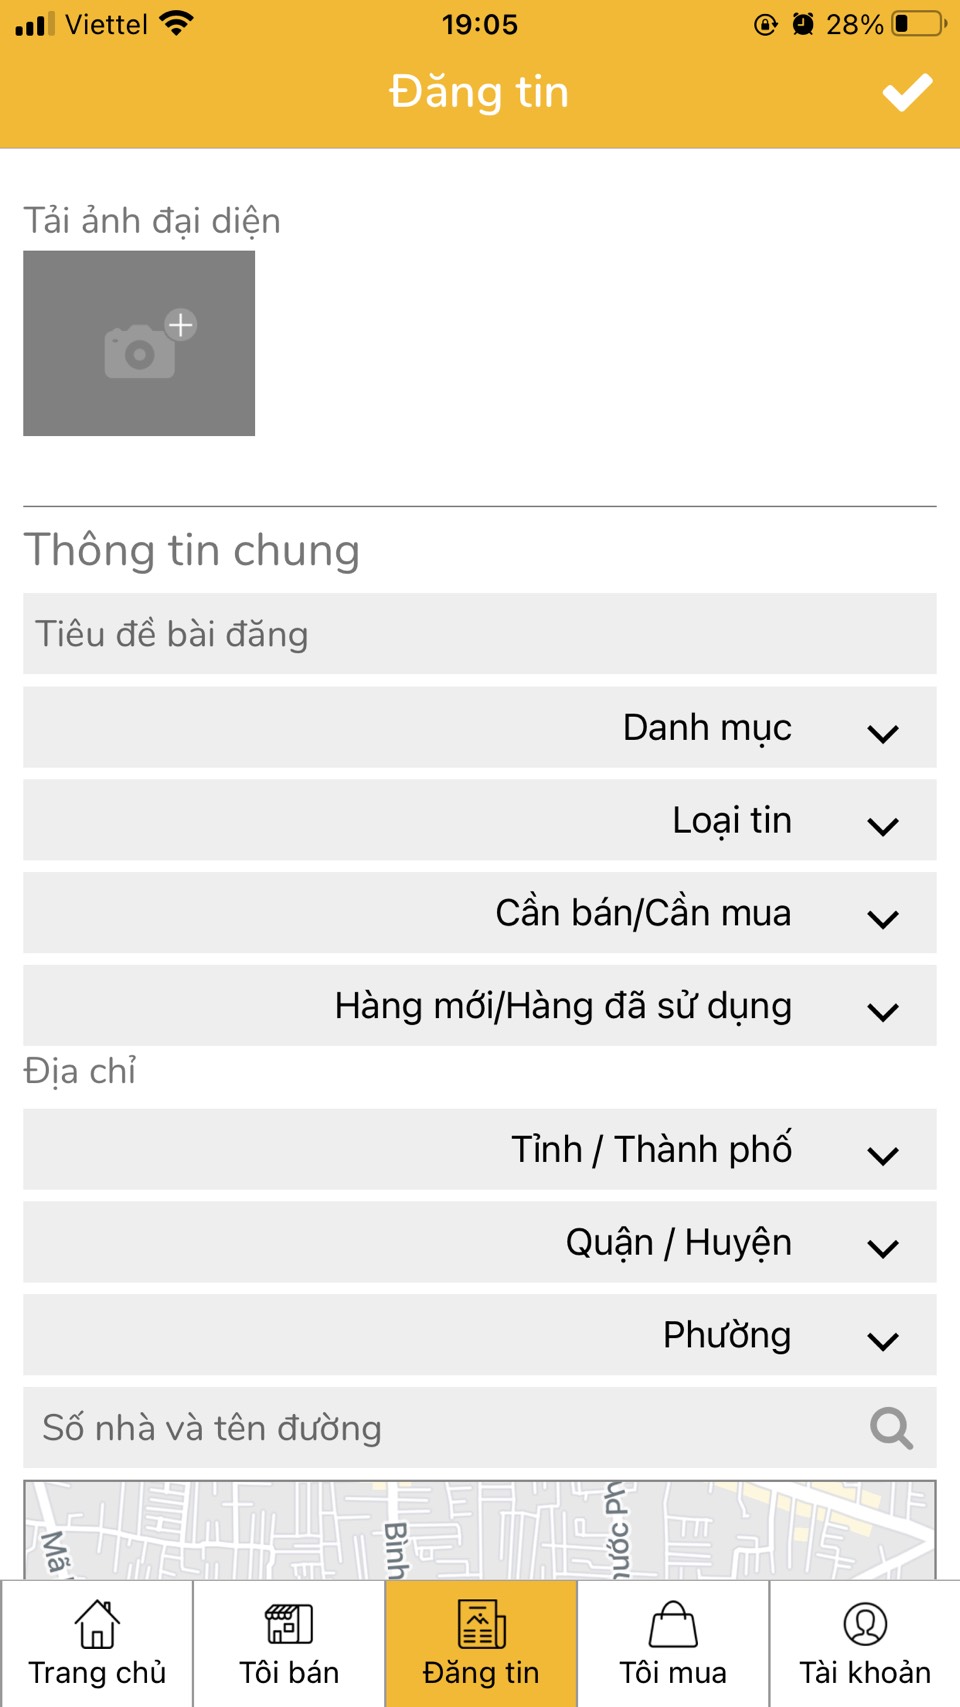 Viettel 19:05 28%
Đăng tin
Tải ảnh đại diện
Thông tin chung
Tiêu đề bài đăng
Danh mục
Loại tin
Cần bán/Cần mua
Hàng mới/Hàng đã sử dụng
Địa chỉ
Tỉnh / Thành phố
Quận / Huyện
Phường
Số nhà và tên đường
Mã
Bình
Trang chủ
Tôi bán
Đăng tin
Tôi mua
Tài khoản